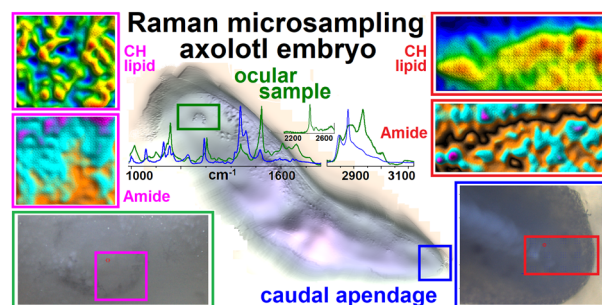 Raman microsampling
axolotl embryo
CH
lipid
ocular
sample
CH
lipid
Amide
2200 2600
1000 cm-1 1600 2900 3100
Amide
caudal apendage